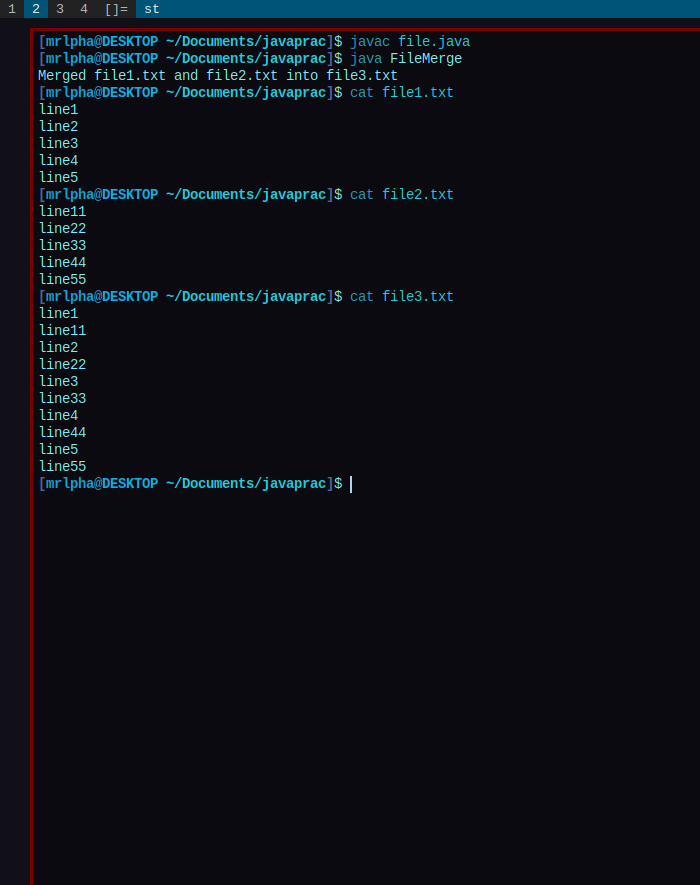 1 2 3 4 []= st
[mrlpha@DESKTOP ~/Documents/javaprac]$ javac file.java
[mrlpha@DESKTOP ~/Documents/javaprac]$ java FileMerge
Merged file1.txt and file2.txt into file3.txt
[mrlpha@DESKTOP ~/Documents/javaprac]$ cat file1.txt
line1
line2
line3
line4
line5
[mrlpha@DESKTOP ~/Documents/javaprac]$ cat file2.txt
line11
line22
line33
line44
line55
[mrlpha@DESKTOP ~/Documents/javaprac]$ cat file3.txt
line1
line11
line2
line22
line3
line33
line4
line44
line5
line55
[mrlpha@DESKTOP ~/Documents/javaprac]$